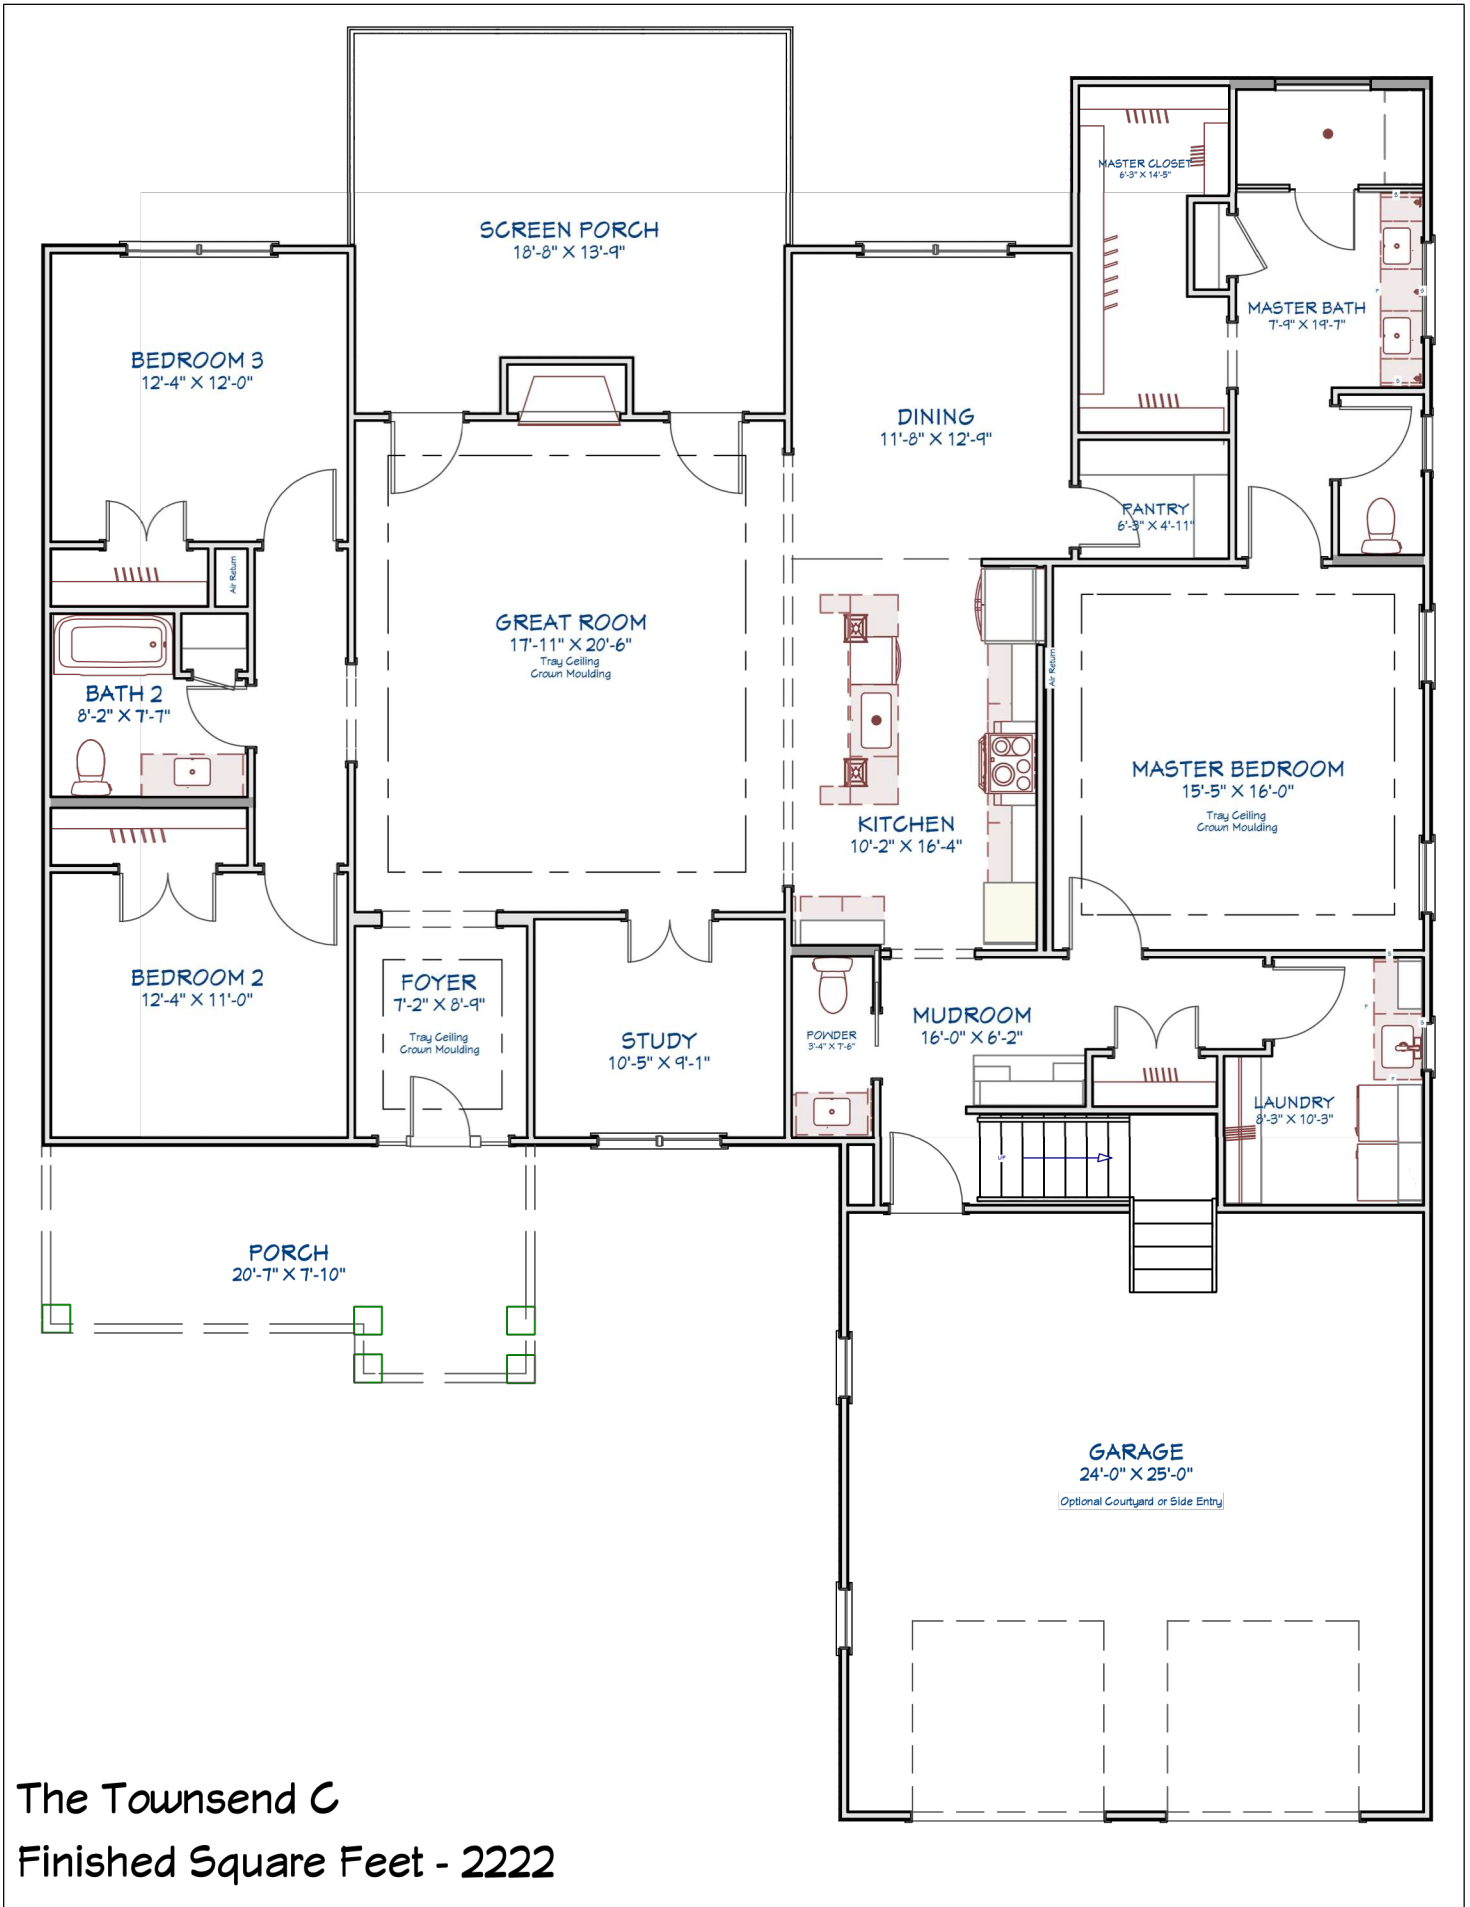 MASTER CLOSET
6'-3" X 14'-5"
SCREEN PORCH
18'-8" X 13'-9"
MASTER BATH
7'-9" X 19'-7"
BEDROOM 3
12'-4" X 12'-0"
DINING
11'-8" X 12'-9"
PANTRY
6'-3" X 4'-11"
Air Return
GREAT ROOM
17'-11" X 20'-6"
Tray Ceiling
Crown Moulding
Air Return
BATH 2
8'-2" X 7'-7"
MASTER BEDROOM
15'-5" X 16'-0"
Tray Ceiling
Crown Moulding
KITCHEN
10'-2" X 16'-4"
BEDROOM 2
12'-4" X 11'-0"
FOYER
7'-2" X 8'-9"
Tray Ceiling
Crown Moulding
STUDY
10'-5" X 9'-1"
POWDER
3'-4" X 7'-6"
MUDROOM
16'-0" X 6'-2"
LAUNDRY
8'-3" X 10'-3"
UP
PORCH
20'-7" X 7'-10"
GARAGE
24'-0" X 25'-0"
Optional Courtyard or Side Entry
The Townsend C
Finished Square Feet - 2222